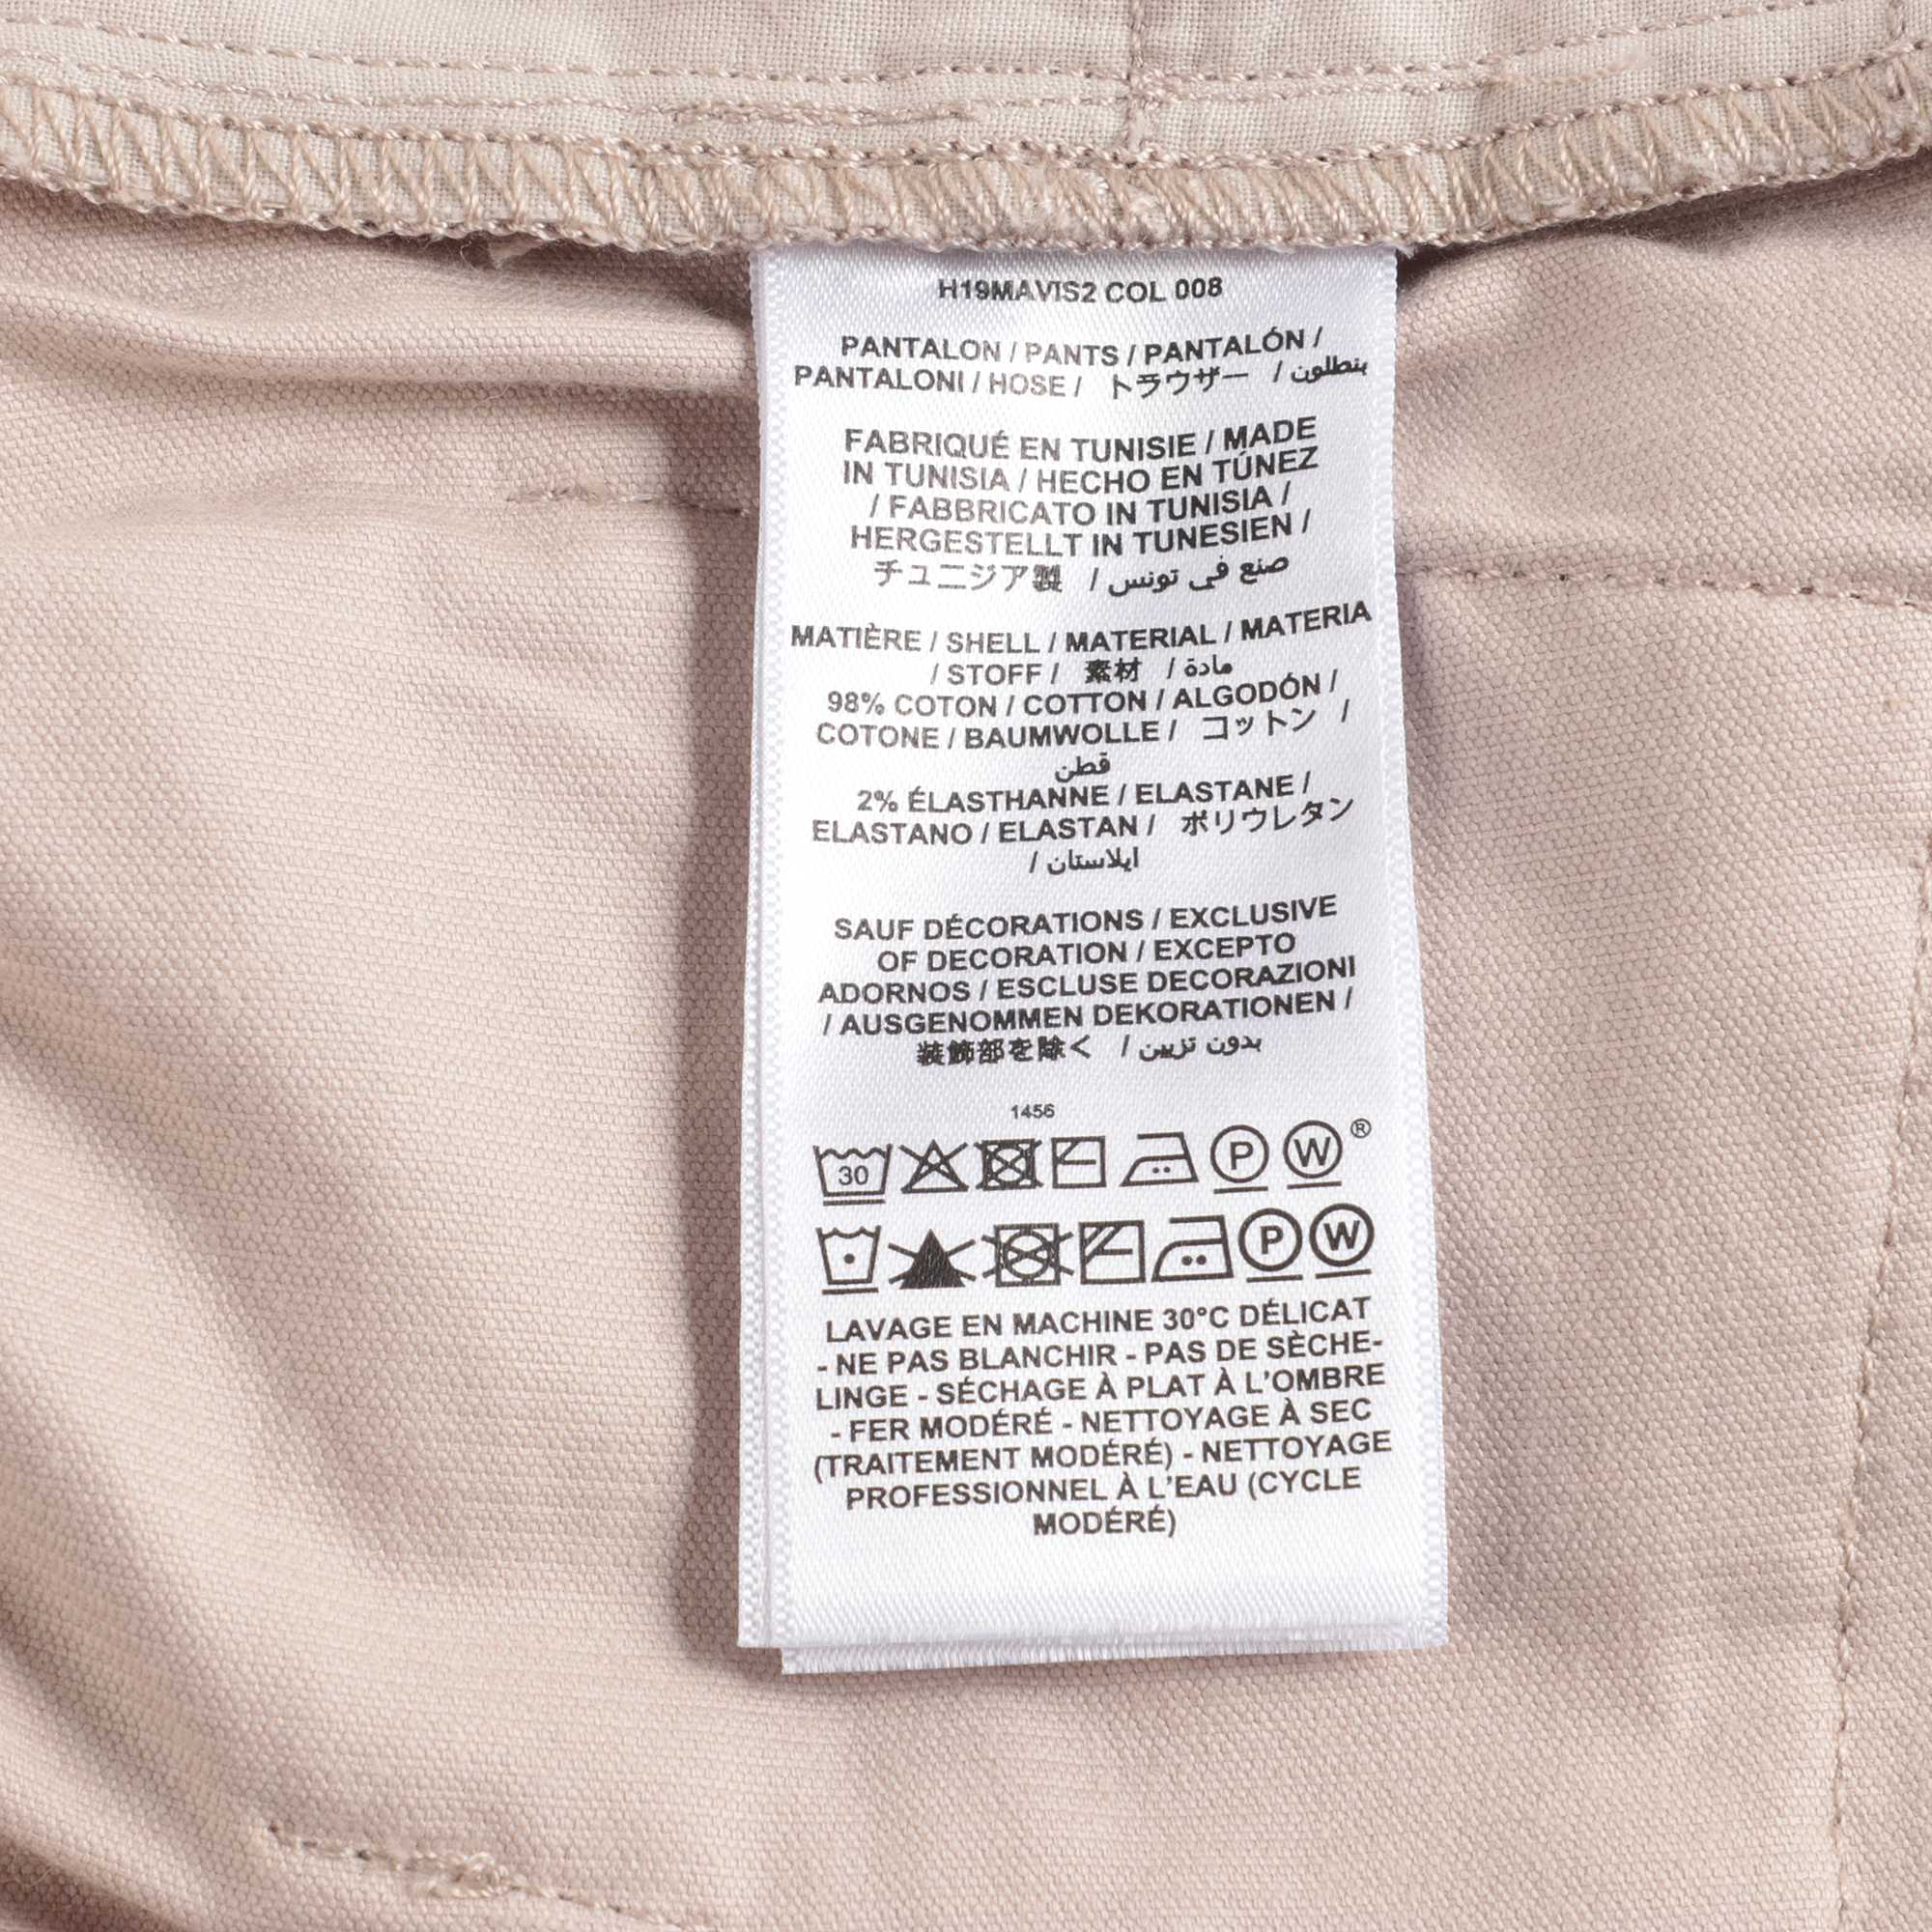 H19MAVIS2 COL 008
PANTALON / PANTS / PANTALÓN /
PANTALONI / HOSE / トラウザー / بنطلون
FABRIQUÉ EN TUNISIE / MADE
IN TUNISIA / HECHO EN TÚNEZ
/ FABBRICATO IN TUNISIA /
HERGESTELLT IN TUNESIEN /
チュニジア製 / صنع في تونس
MATIÈRE / SHELL / MATERIAL / MATERIA
/ STOFF / 素材 / مادة
98% COTON / COTTON / ALGODÓN /
COTONE / BAUMWOLLE / コットン /
قطن
2% ÉLASTHANNE / ELASTANE /
ELASTANO / ELASTAN / ポリウレタン
/ ايلاستان
SAUF DÉCORATIONS / EXCLUSIVE
OF DECORATION / EXCEPTO
ADORNOS / ESCLUSE DECORAZIONI
/ AUSGENOMMEN DEKORATIONEN /
装飾部を除く / بدون تزيين
1456
30 P W ®
P W
LAVAGE EN MACHINE 30°C DÉLICAT
- NE PAS BLANCHIR - PAS DE SÈCHE-
LINGE - SÉCHAGE À PLAT À L'OMBRE
- FER MODÉRÉ - NETTOYAGE À SEC
(TRAITEMENT MODÉRÉ) - NETTOYAGE
PROFESSIONNEL À L'EAU (CYCLE
MODÉRÉ)